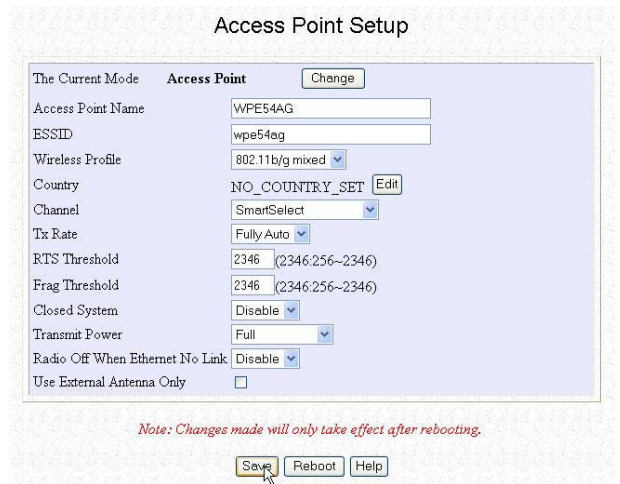 Access Point Setup
The Current Mode Access Point Change
Access Point Name WPE54AG
ESSID wpe54ag
Wireless Profile 802.11b/g mixed
Country NO_COUNTRY_SET Edit
Channel SmartSelect
Tx Rate Fully Auto
RTS Threshold 2346 (2346:256~2346)
Frag Threshold 2346 (2346:256~2346)
Closed System Disable
Transmit Power Full
Radio Off When Ethernet No Link Disable
Use External Antenna Only
Note: Changes made will only take effect after rebooting.
Save Reboot Help